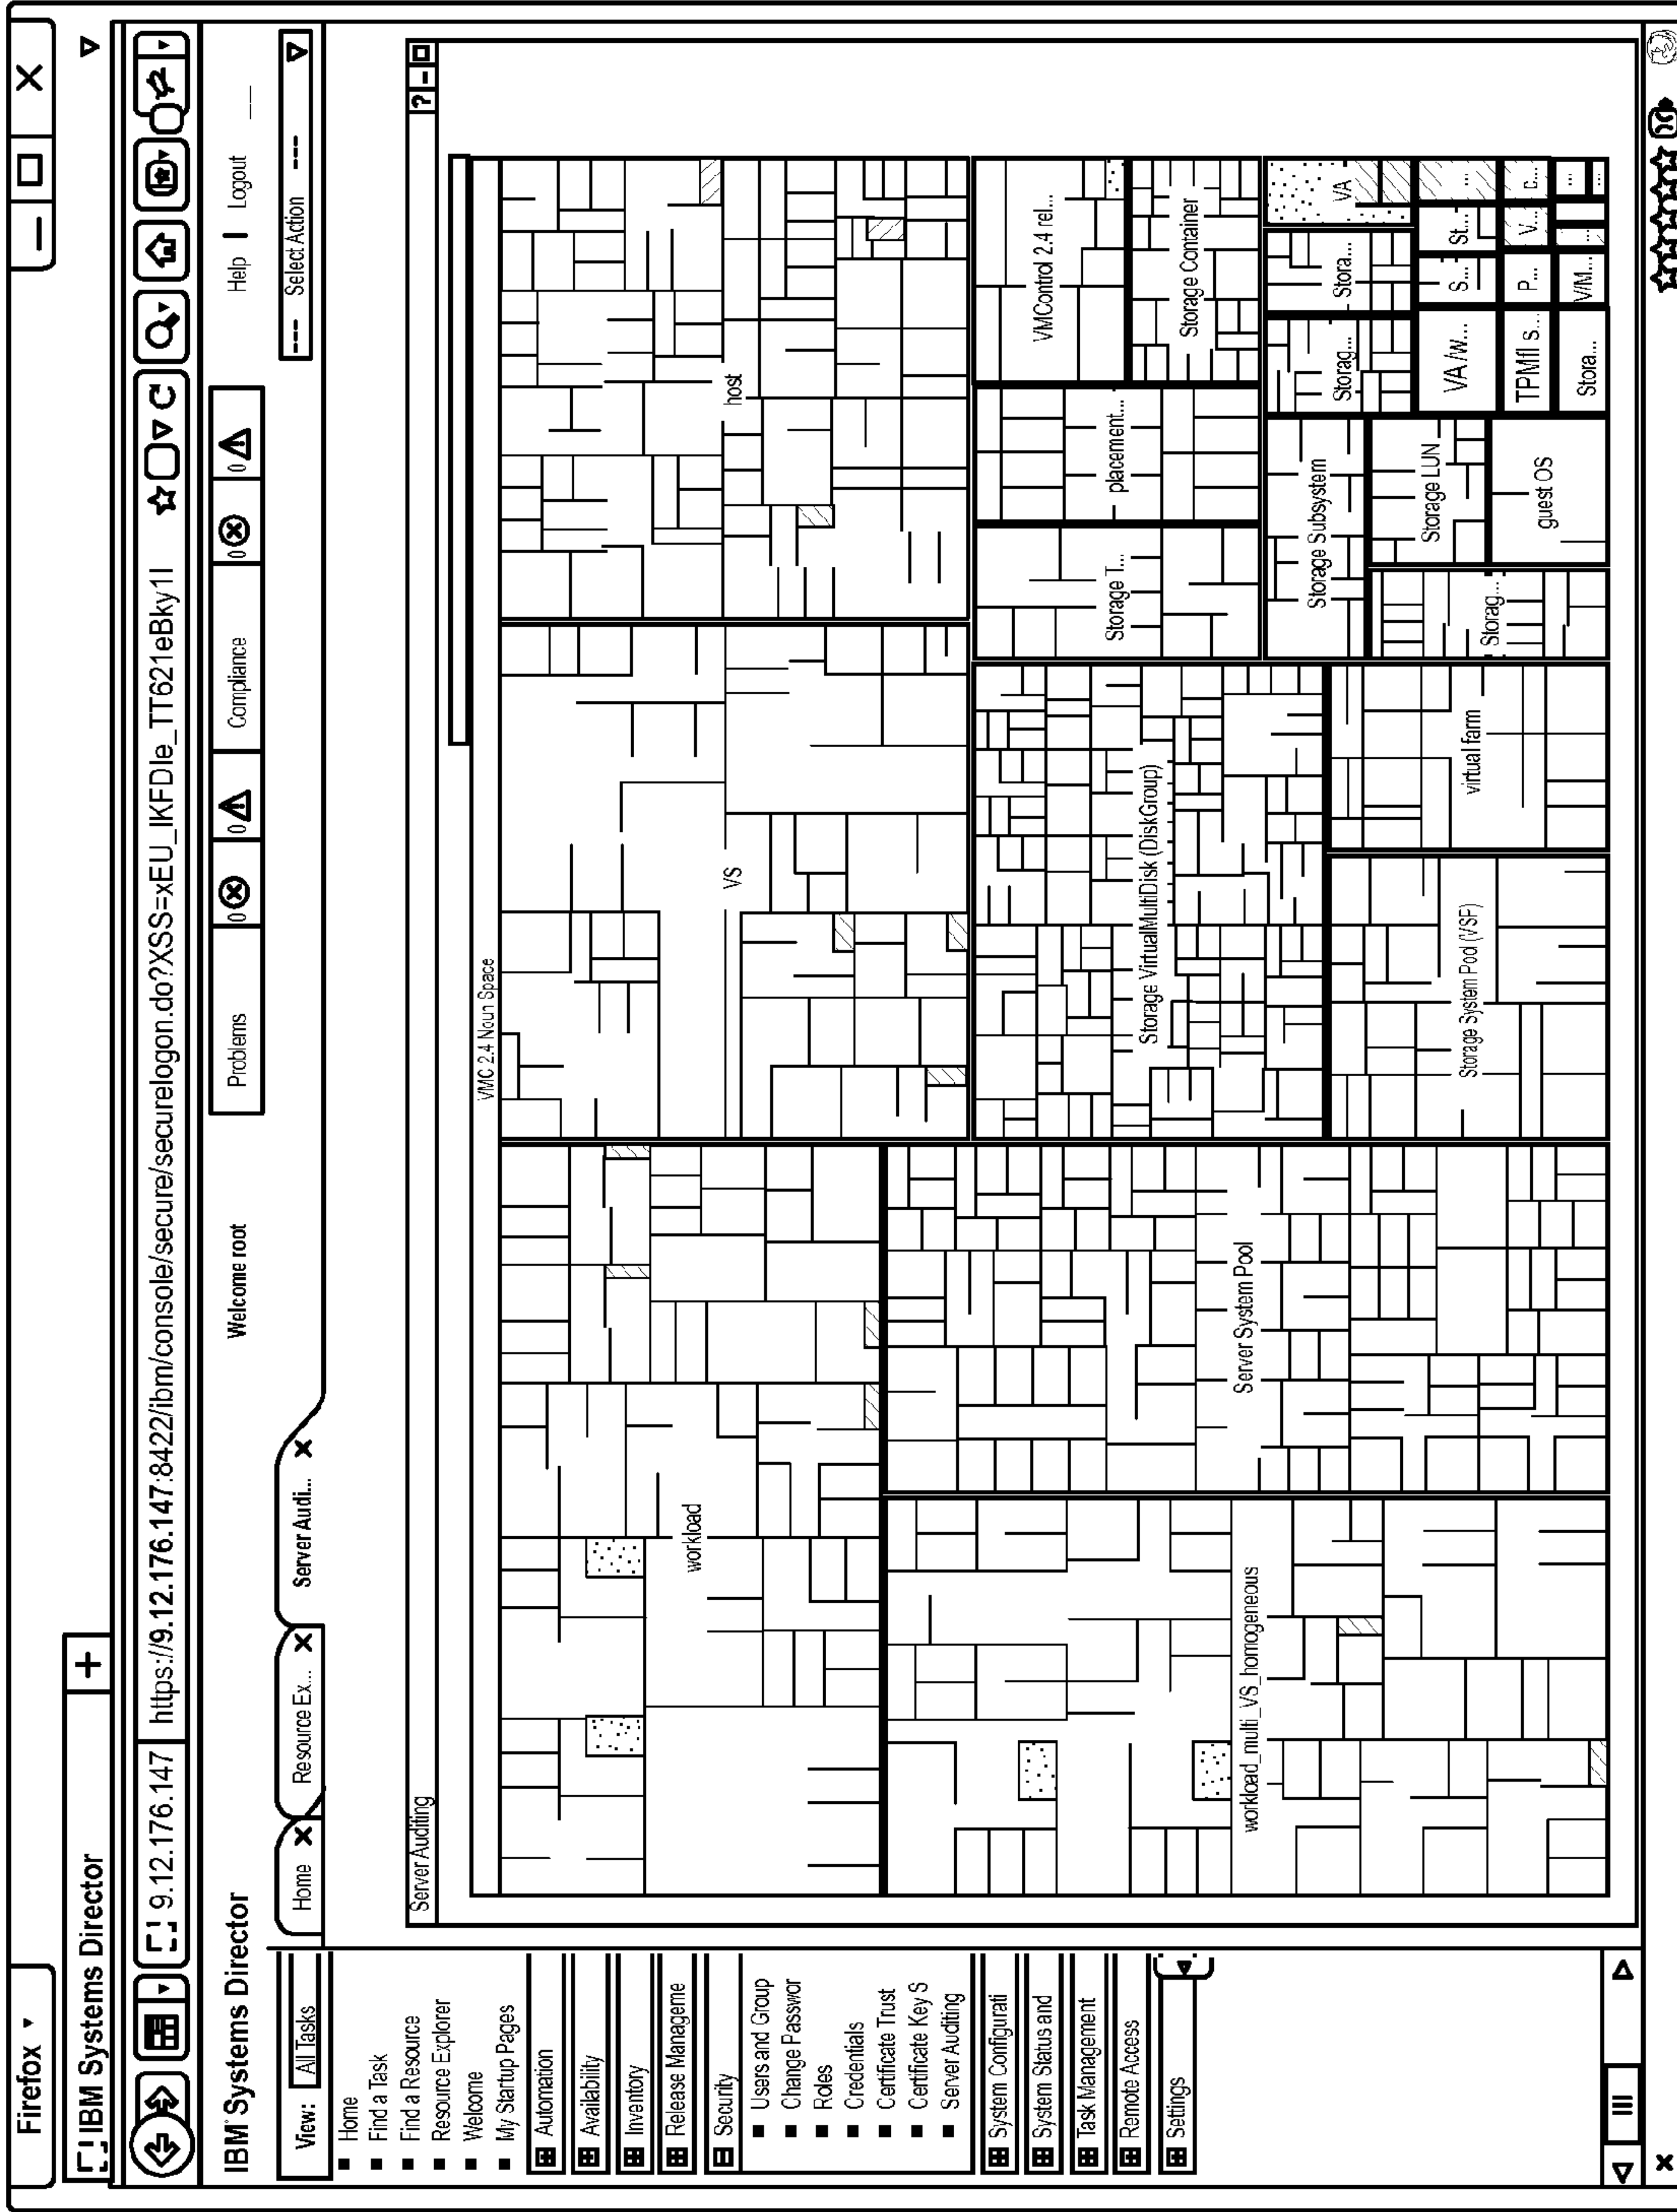 Firefox
IBM Systems Director
+
9.12.176.147 https://9.12.176.147:8422/ibm/console/secure/securelogon.do?XSS=xEU_IKFDIe_TT621eBky1I
IBM Systems Director
Welcome root
Problems 0 0 Compliance 0 0
Help | Logout
View: All Tasks
Home X Resource Ex... X Server Audi... X
--- Select Action ---
Home
Find a Task
Find a Resource
Resource Explorer
Welcome
My Startup Pages
Automation
Availability
Inventory
Release Manageme
Security
Users and Group
Change Passwor
Roles
Credentials
Certificate Trust
Certificate Key S
Server Auditing
System Configurati
System Status and
Task Management
Remote Access
Settings
Server Auditing
?
VMC 2.4 Noun Space
workload
VS
host
workload_multi_VS_homogeneous
Server System Pool
Storage VirtualMultiDisk (DiskGroup)
Storage System Pool (VSP)
virtual farm
Storage T...
placement...
VMControl 2.4 rel...
Storage Container
Storage Subsystem
Storag...
Storage LUN
guest OS
Storag...
Stora...
VA
VA /w...
S...
St...
...
TPMfI s...
P...
V...
Stora...
V/M...
...
...
...
x